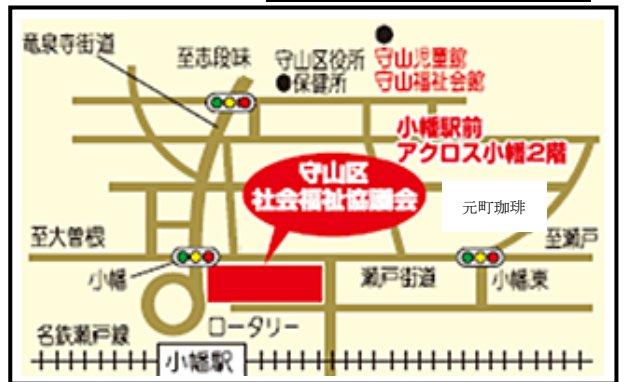 竜泉寺街道
至志段味
守山区役所
●保健所
守山児童館
守山福祉会館
小幡駅前
アクロス小幡2階
守山区
社会福祉協議会
元町珈琲
至大曽根
至瀬戸
小幡
瀬戸街道
小幡東
ロータリー
名鉄瀬戸線
小幡駅